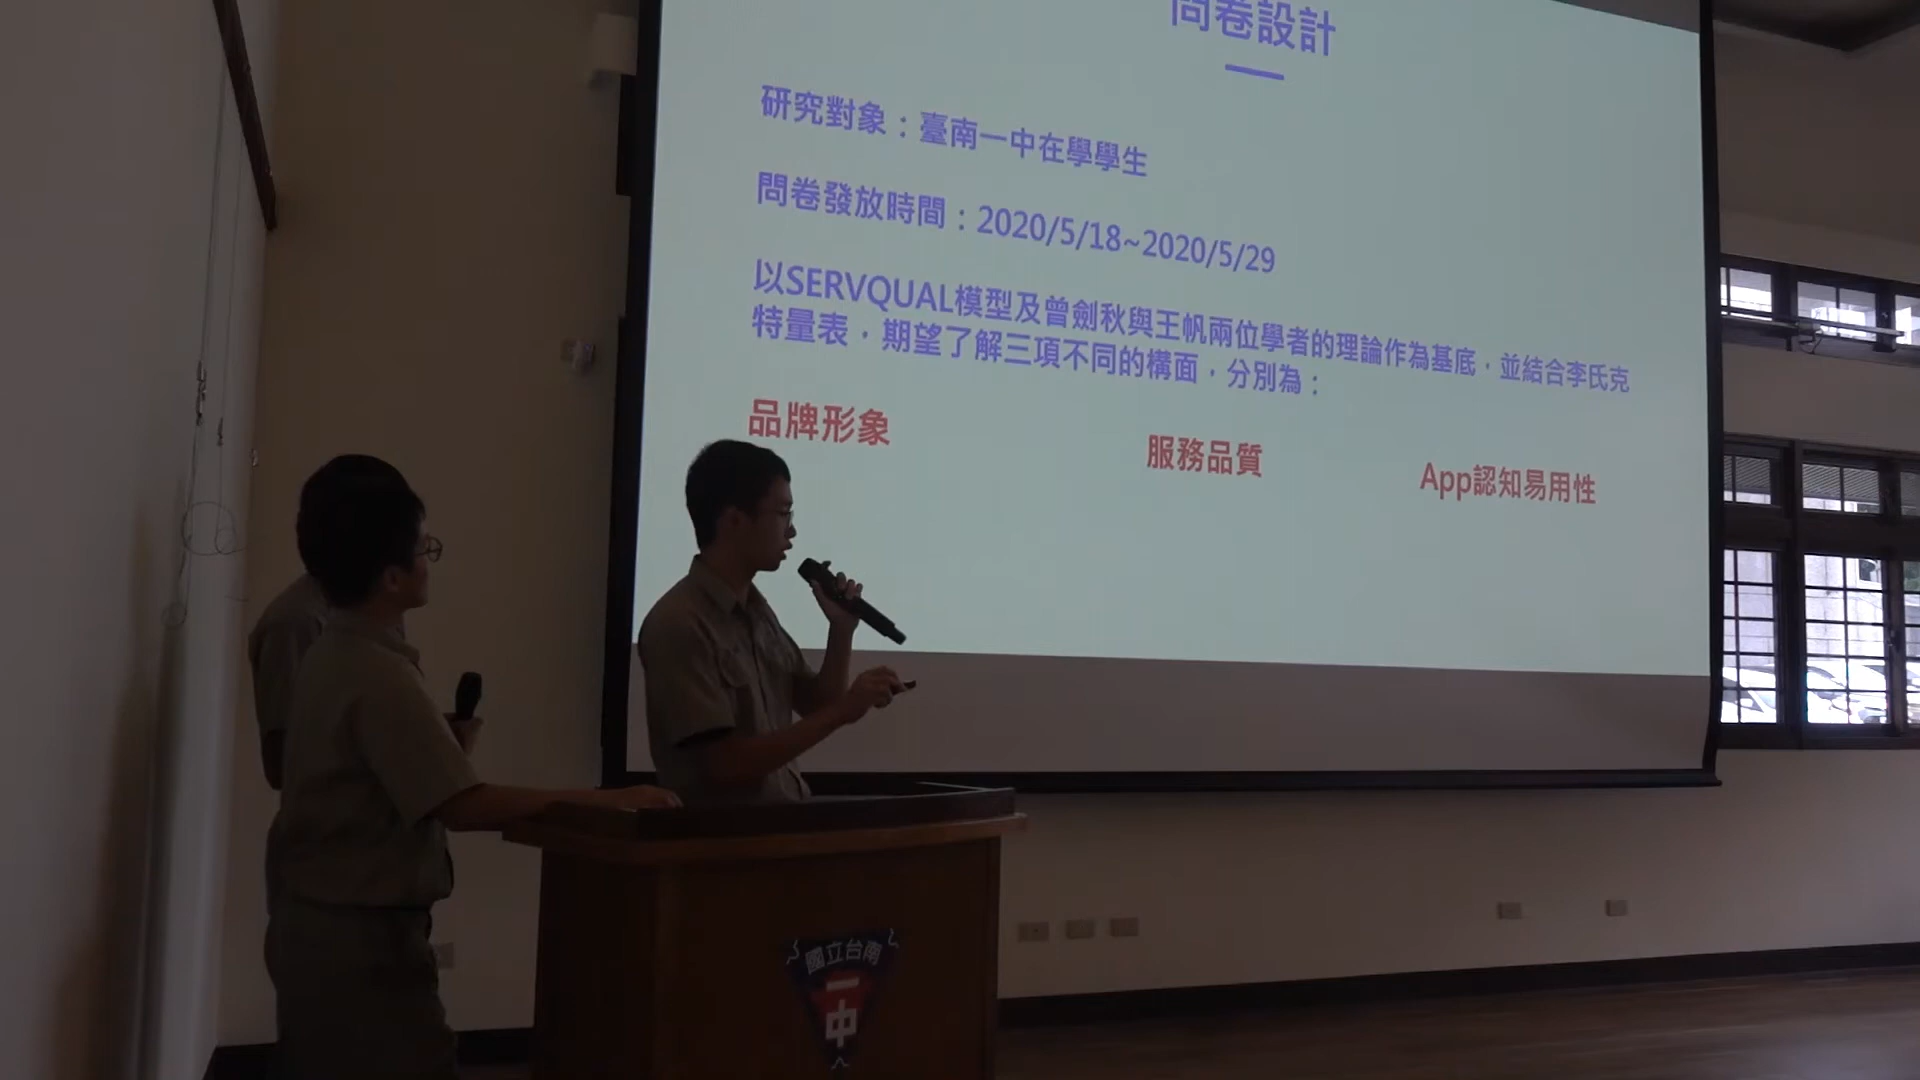 問卷設計
研究對象：臺南一中在學學生
問卷發放時間：2020/5/18~2020/5/29
以SERVQUAL模型及曾劍秋與王帆兩位學者的理論作為基底，並結合李氏克
特量表，期望了解三項不同的構面，分別為：
品牌形象
服務品質
App認知易用性
國立台南
一中